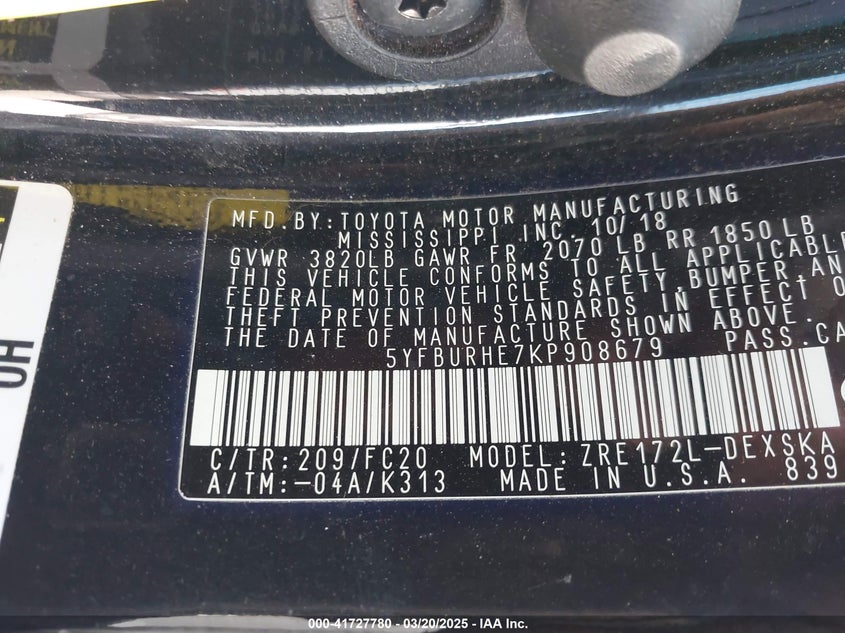 MFD.BY:TOYOTA MOTOR MANUFACTURING
MISSISSIPPI INC. 10/18
GVWR 3820LB GAWR FR 2070 LB RR 1850 LB
THIS VEHICLE CONFORMS TO ALL APPLICABLE
FEDERAL MOTOR VEHICLE SAFETY,BUMPER,AN
THEFT PREVENTION STANDARDS IN EFFECT O
THE DATE OF MANUFACTURE SHOWN ABOVE.
5YFBURHE7KP908679 PASS.CA
C/TR:209/FC20 MODEL:ZRE172L-DEXSKA
A/TM:-04A/K313 MADE IN U.S.A. 839
HO
000-41727780 - 03/20/2025 - IAA Inc.